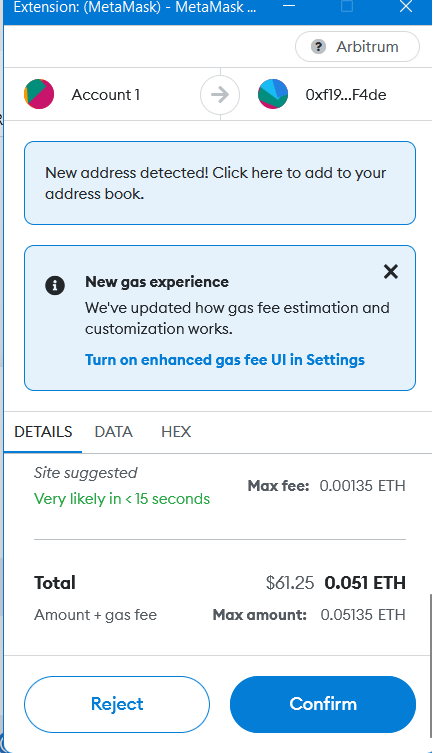 Extension: (MetaMask) - MetaMask ...
? Arbitrum
Account 1
0xf19...F4de
New address detected! Click here to add to your
address book.
New gas experience
We've updated how gas fee estimation and
customization works.
Turn on enhanced gas fee UI in Settings
DETAILS DATA HEX
Site suggested
Very likely in < 15 seconds
Max fee: 0.00135 ETH
Total $61.25 0.051 ETH
Amount + gas fee Max amount: 0.05135 ETH
Reject Confirm